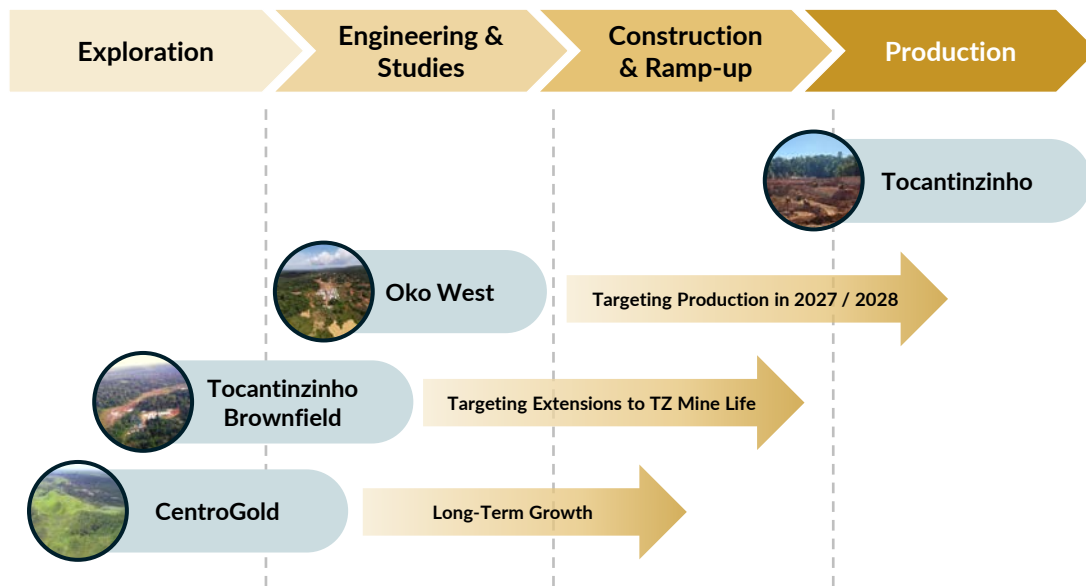 Exploration
Engineering &
Studies
Construction
& Ramp-up
Production
Tocantinzinho
Oko West
Targeting Production in 2027 / 2028
Tocantinzinho
Brownfield
Targeting Extensions to TZ Mine Life
CentroGold
Long-Term Growth